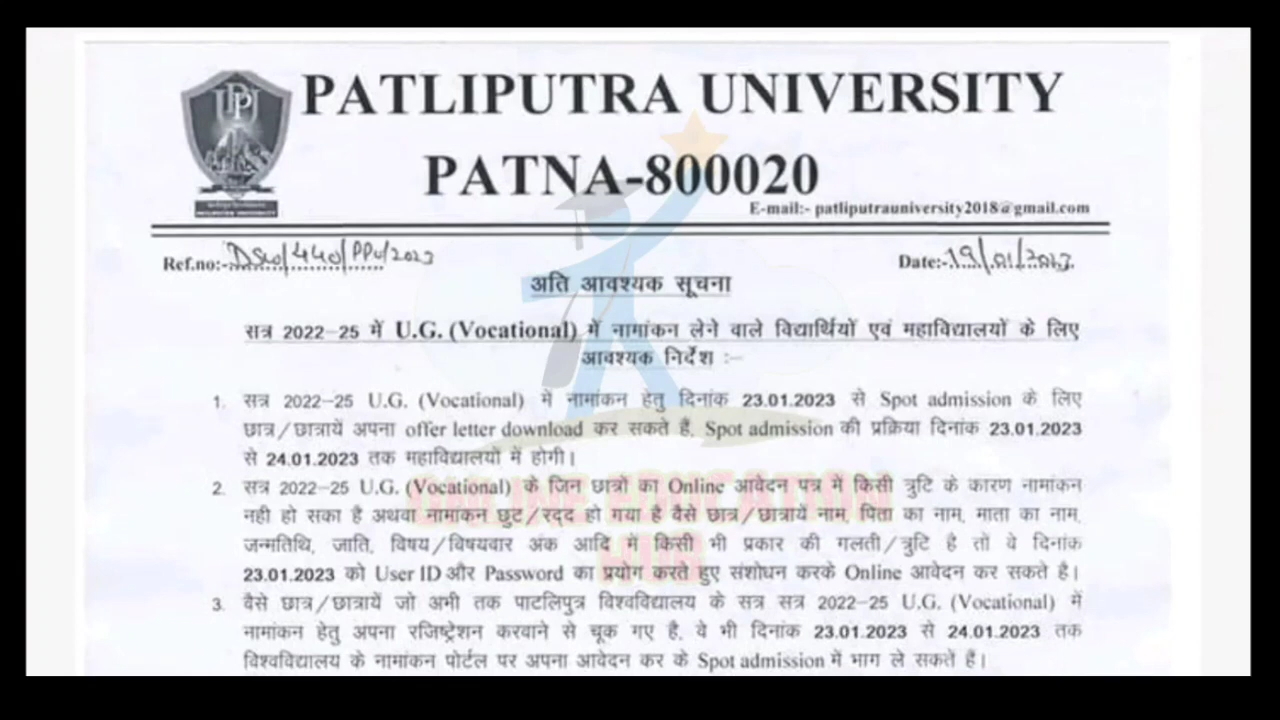 PATLIPUTRA UNIVERSITY
PATNA-800020
E-mail:- patliputrauniversity2018@gmail.com
Ref.no:- DSW/440/PPU/2023
Date:- 19/01/2023
अति आवश्यक सूचना
सत्र 2022–25 में U.G. (Vocational) में नामांकन लेने वाले विद्यार्थियों एवं महाविद्यालयों के लिए
आवश्यक निर्देश :–
1. सत्र 2022–25 U.G. (Vocational) में नामांकन हेतु दिनांक 23.01.2023 से Spot admission के लिए
छात्र/छात्रायें अपना offer letter download कर सकते हैं, Spot admission की प्रक्रिया दिनांक 23.01.2023
से 24.01.2023 तक महाविद्यालयों में होगी।
2. सत्र 2022–25 U.G. (Vocational) के जिन छात्रों का Online आवेदन पत्र में किसी त्रुटि के कारण नामांकन
नही हो सका है अथवा नामांकन छुट/रद्द हो गया है वैसे छात्र/छात्रायें नाम, पिता का नाम, माता का नाम,
जन्मतिथि, जाति, विषय/विषयवार अंक आदि में किसी भी प्रकार की गलती/त्रुटि है तो वे दिनांक
23.01.2023 को User ID और Password का प्रयोग करते हुए संशोधन करके Online आवेदन कर सकते है।
3. वैसे छात्र/छात्रायें जो अभी तक पाटलिपुत्र विश्वविद्यालय के सत्र सत्र 2022–25 U.G. (Vocational) में
नामांकन हेतु अपना रजिष्ट्रेशन करवाने से चूक गए है, वे भी दिनांक 23.01.2023 से 24.01.2023 तक
विश्वविद्यालय के नामांकन पोर्टल पर अपना आवेदन कर के Spot admission में भाग ले सकते हैं।
ONLINE EDUCATION
HUB